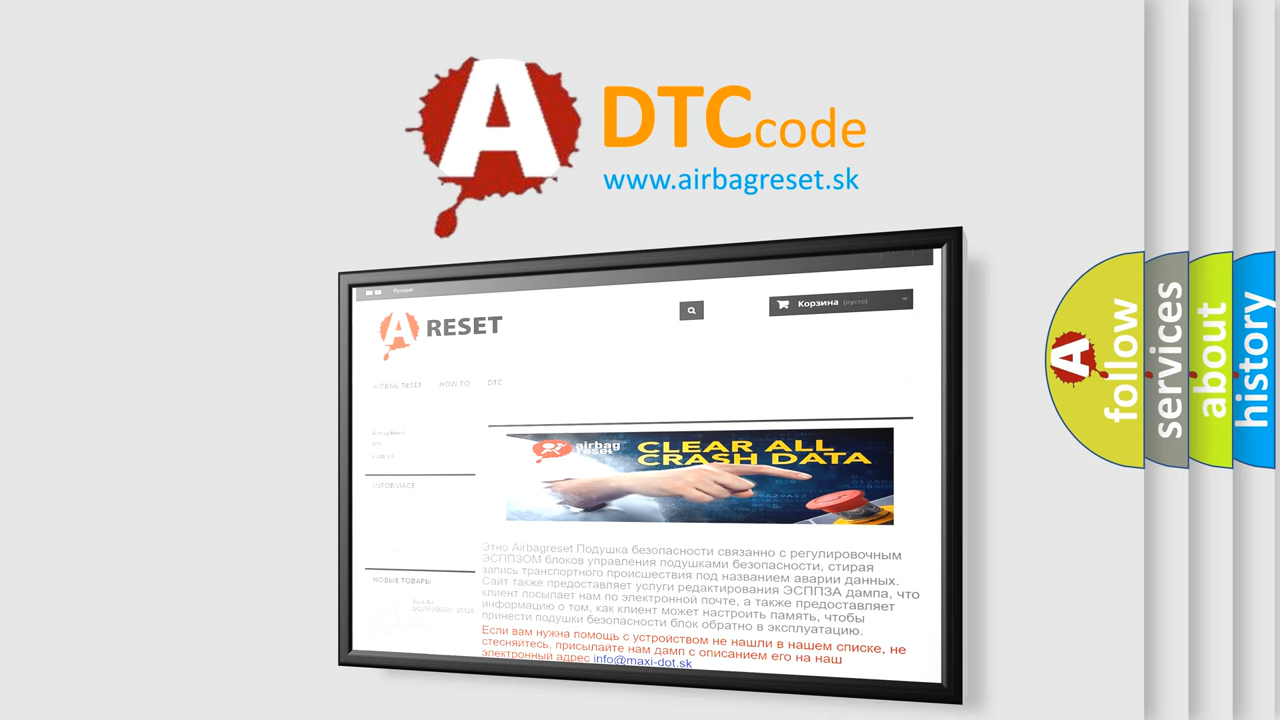 A
DTC code
www.airbagreset.sk
Русский
A RESET
Корзина (пусто)
AIRBAG RESET HOW TO DTC
INFORMACE
airbag
reset
CLEAR ALL
CRASH DATA
Этно Airbagreset Подушка безопасности связанно с регулировочным
ЭСППЗОМ блоков управления подушками безопасности, стирая
запись транспортного происшествия под названием аварии данных.
Сайт также предоставляет услуги редактирования ЭСППЗА дампа, что
клиент посылает нам по электронной почте, а также предоставляет
информацию о том, как клиент может настроить память, чтобы
принести подушки безопасности блок обратно в эксплуатацию.
Если вам нужна помощь с устройством не нашли в нашем списке, не
стесняйтесь, присылайте нам дамп с описанием его на наш
электронный адрес info@maxi-dot.sk
НОВЫЕ ТОВАРЫ
A
follow
services
about
history